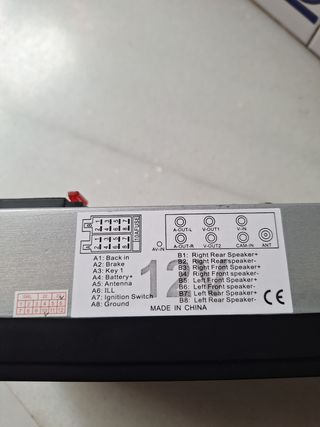 A-OUT-L V-OUT1 V-IN
AV-IN A-OUT-R V-OUT2 CAM-IN ANT
A1: Back in
A2: Brake
A3: Key 1
A4: Battery+
A5: Antenna
A6: ILL
A7: Ignition Switch
A8: Ground
B1: Right Rear Speaker+
B2: Right Rear Speaker-
B3: Right Front Speaker+
B4: Right Front Speaker-
B5: Left Front Speaker+
B6: Left Front Speaker-
B7: Left Rear Speaker+
B8: Left Rear Speaker-
MADE IN CHINA
CE